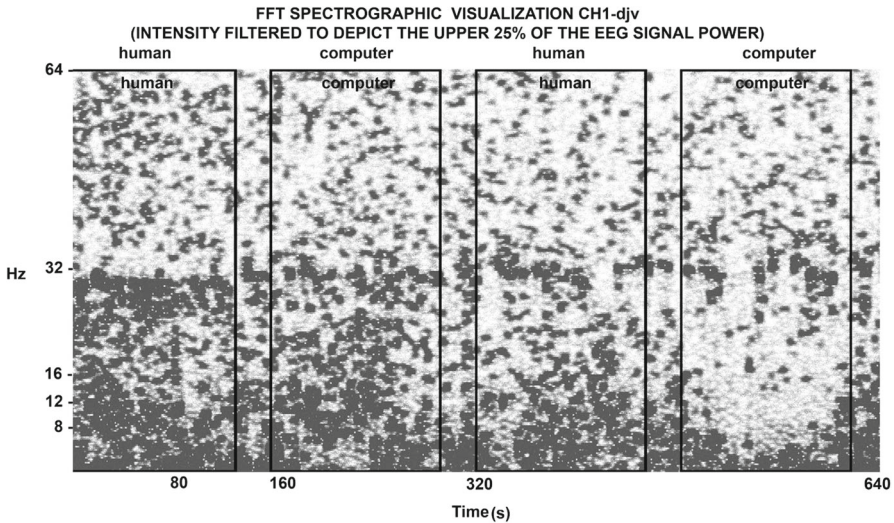 FFT SPECTROGRAPHIC VISUALIZATION CH1-djv
(INTENSITY FILTERED TO DEPICT THE UPPER 25% OF THE EEG SIGNAL POWER)
human computer human computer
64
human computer human computer
Hz
32
16
12
8
80 160 320 640
Time(s)